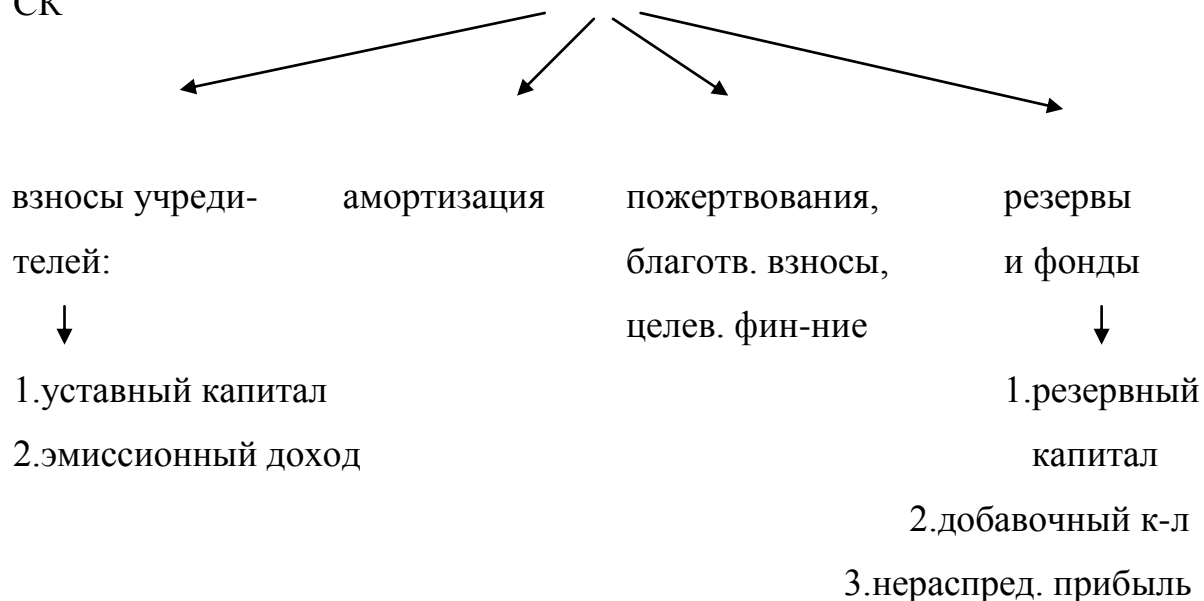 СК
взносы учреди-
телей:
1.уставный капитал
2.эмиссионный доход
амортизация
пожертвования,
благотв. взносы,
целев. фин-ние
резервы
и фонды
1.резервный
капитал
2.добавочный к-л
3.нераспред. прибыль